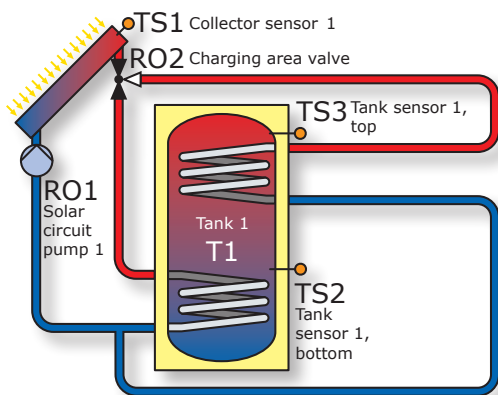 TS1 Collector sensor 1
RO2 Charging area valve
TS3 Tank sensor 1,
top
RO1
Solar
circuit
pump 1
Tank 1
T1
TS2
Tank
sensor 1,
bottom